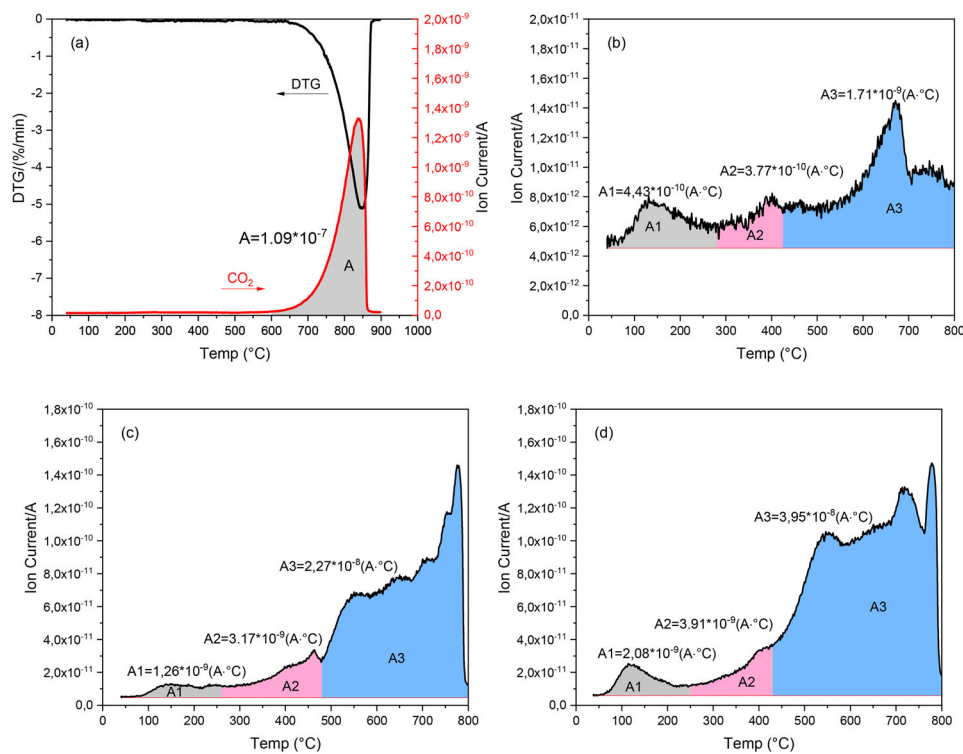 (a)
DTG
CO₂
A=1.09*10⁻⁷
A
DTG/(%/min)
0
-1
-2
-3
-4
-5
-6
-7
-8
0 100 200 300 400 500 600 700 800 900 1000
Temp (°C)
2,0x10⁻⁹
1,8x10⁻⁹
1,6x10⁻⁹
1,4x10⁻⁹
1,2x10⁻⁹
1,0x10⁻⁹
8,0x10⁻¹⁰
6,0x10⁻¹⁰
4,0x10⁻¹⁰
2,0x10⁻¹⁰
0,0
Ion Current/A
(b)
A3=1.71*10⁻⁹(A·°C)
A2=3.77*10⁻¹⁰(A·°C)
A1=4,43*10⁻¹⁰(A·°C)
A1
A2
A3
Ion Current/A
2,0x10⁻¹¹
1,8x10⁻¹¹
1,6x10⁻¹¹
1,4x10⁻¹¹
1,2x10⁻¹¹
1,0x10⁻¹¹
8,0x10⁻¹²
6,0x10⁻¹²
4,0x10⁻¹²
2,0x10⁻¹²
0,0
0 100 200 300 400 500 600 700 800
Temp (°C)
(c)
A3=2,27*10⁻⁸(A·°C)
A2=3.17*10⁻⁹(A·°C)
A1=1,26*10⁻⁹(A·°C)
A1
A2
A3
Ion Current/A
1,8x10⁻¹⁰
1,6x10⁻¹⁰
1,4x10⁻¹⁰
1,2x10⁻¹⁰
1,0x10⁻¹⁰
8,0x10⁻¹¹
6,0x10⁻¹¹
4,0x10⁻¹¹
2,0x10⁻¹¹
0,0
0 100 200 300 400 500 600 700 800
Temp (°C)
(d)
A3=3,95*10⁻⁸(A·°C)
A2=3.91*10⁻⁹(A·°C)
A1=2,08*10⁻⁹(A·°C)
A1
A2
A3
Ion Current/A
1,8x10⁻¹⁰
1,6x10⁻¹⁰
1,4x10⁻¹⁰
1,2x10⁻¹⁰
1,0x10⁻¹⁰
8,0x10⁻¹¹
6,0x10⁻¹¹
4,0x10⁻¹¹
2,0x10⁻¹¹
0,0
0 100 200 300 400 500 600 700 800
Temp (°C)